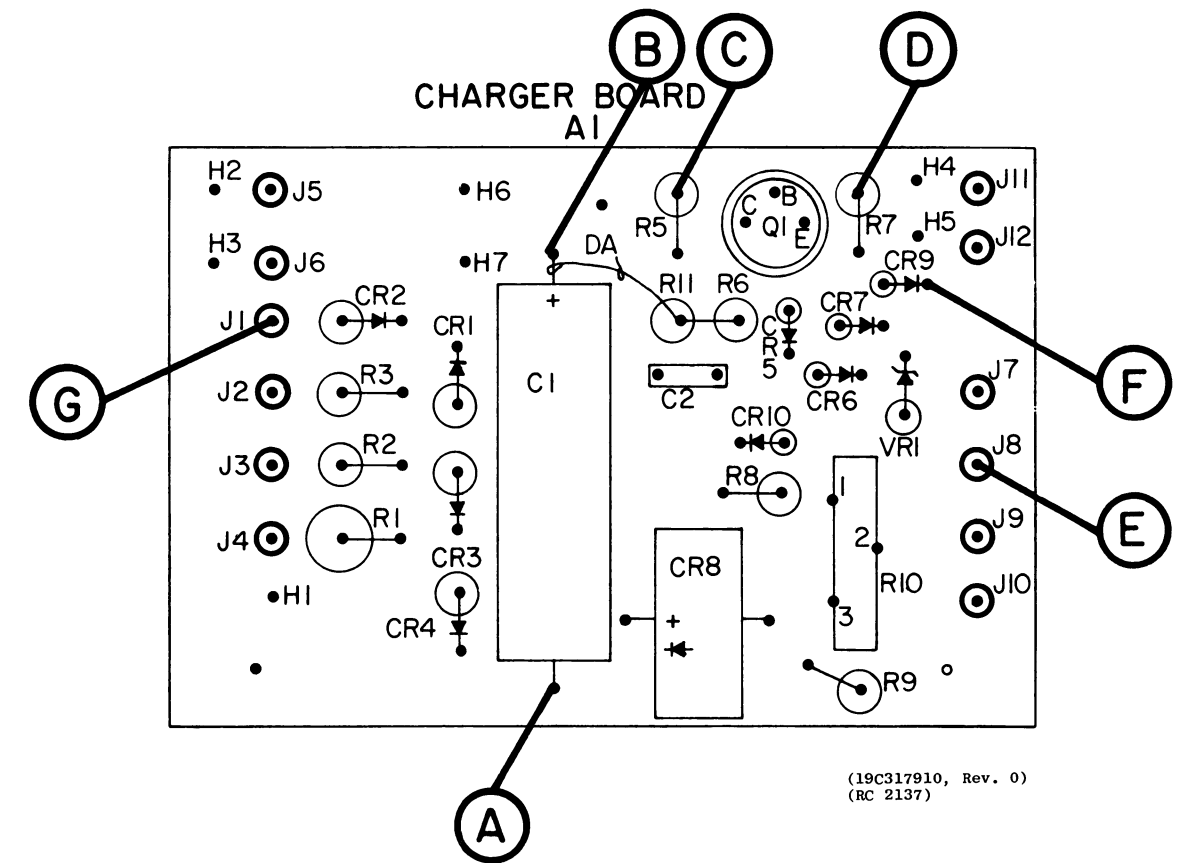 B
C
D
CHARGER BOARD
A1
H2
J5
H6
R5
C
B
Q1
E
R7
H4
J11
H3
J6
H7
DA
H5
J12
CR9
J1
CR2
CR1
+
R11
R6
CR7
C
R
5
G
J2
R3
C1
C2
CR6
J7
F
J3
R2
CR10
VR1
R8
J8
1
E
J4
R1
2
J9
CR3
CR8
R10
J10
H1
CR4
+
3
R9
A
(19C317910, Rev. 0)
(RC 2137)